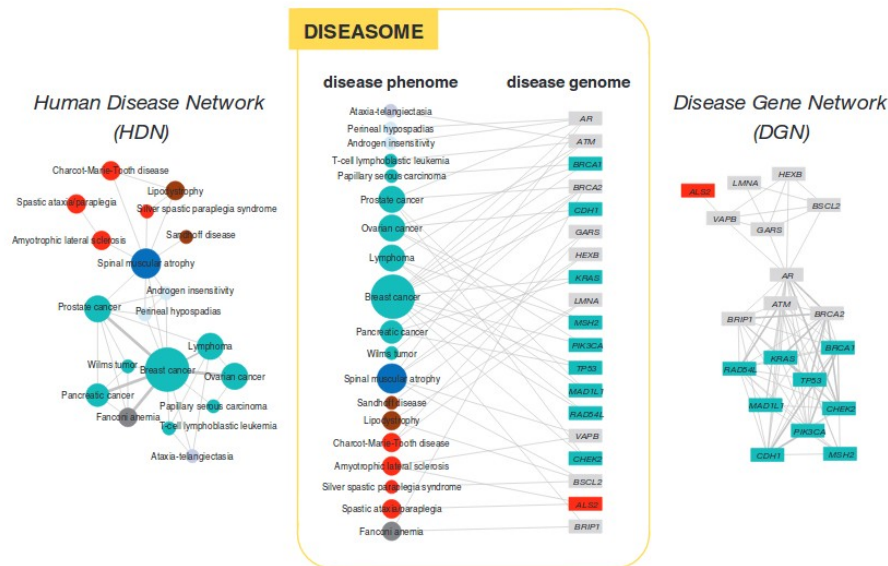 DISEASOME
Human Disease Network
(HDN)
Charcot-Marie-Tooth disease
Lipodystrophy
Spastic ataxia/paraplegia
Silver spastic paraplegia syndrome
Amyotrophic lateral sclerosis
Sandhoff disease
Spinal muscular atrophy
Androgen insensitivity
Prostate cancer
Perineal hypospadias
Lymphoma
Wilms tumor
Breast cancer
Ovarian cancer
Pancreatic cancer
Papillary serous carcinoma
Fanconi anemia
T-cell lymphoblastic leukemia
Ataxia-telangiectasia
disease phenome
Ataxia-telangiectasia
Perineal hypospadias
Androgen insensitivity
T-cell lymphoblastic leukemia
Papillary serous carcinoma
Prostate cancer
Ovarian cancer
Lymphoma
Breast cancer
Pancreatic cancer
Wilms tumor
Spinal muscular atrophy
Sandhoff disease
Lipodystrophy
Charcot-Marie-Tooth disease
Amyotrophic lateral sclerosis
Silver spastic paraplegia syndrome
Spastic ataxia/paraplegia
Fanconi anemia
disease genome
AR
ATM
BRCA1
BRCA2
CDH1
GARS
HEXB
KRAS
LMNA
MSH2
PIK3CA
TP53
MAD1L1
RAD54L
VAPB
CHEK2
BSCL2
ALS2
BRIP1
Disease Gene Network
(DGN)
HEXB
LMNA
ALS2
BSCL2
VAPB
GARS
AR
ATM
BRIP1
BRCA2
BRCA1
KRAS
RAD54L
TP53
MAD1L1
CHEK2
PIK3CA
CDH1
MSH2